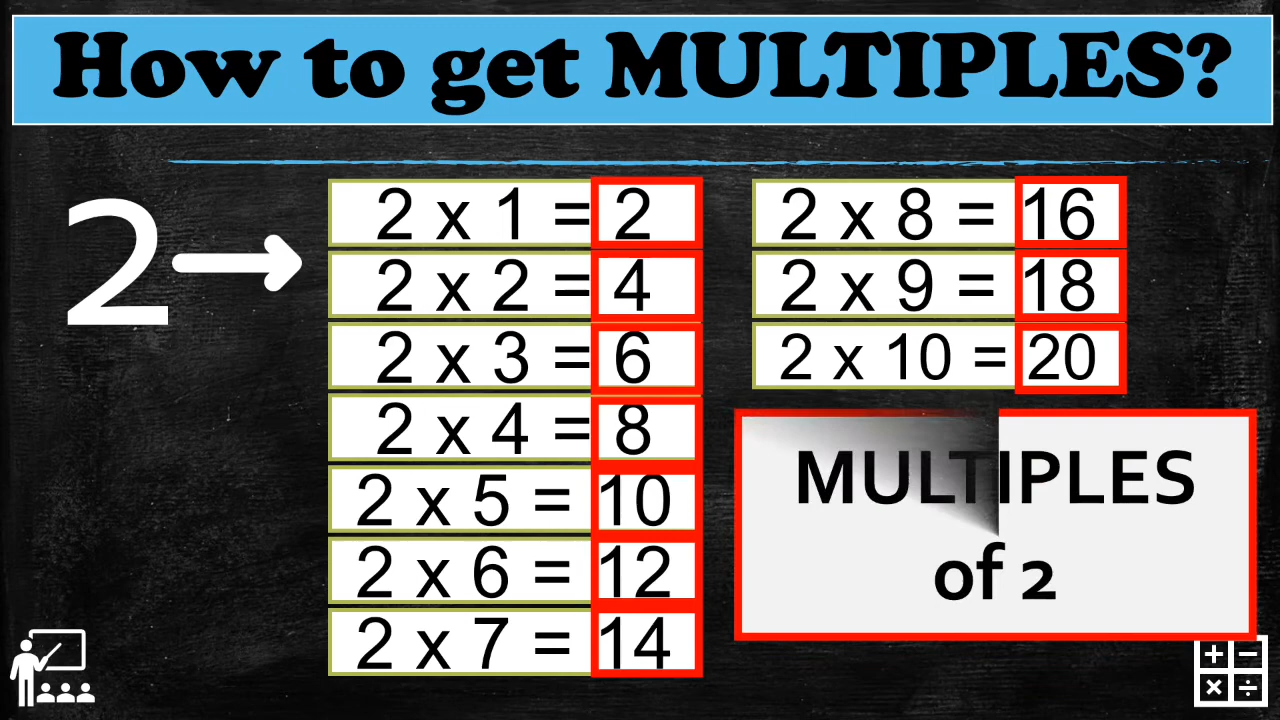 How to get MULTIPLES?
2
2 x 1 = 2
2 x 2 = 4
2 x 3 = 6
2 x 4 = 8
2 x 5 = 10
2 x 6 = 12
2 x 7 = 14
2 x 8 = 16
2 x 9 = 18
2 x 10 = 20
MULTIPLES
of 2
+ −
× ÷